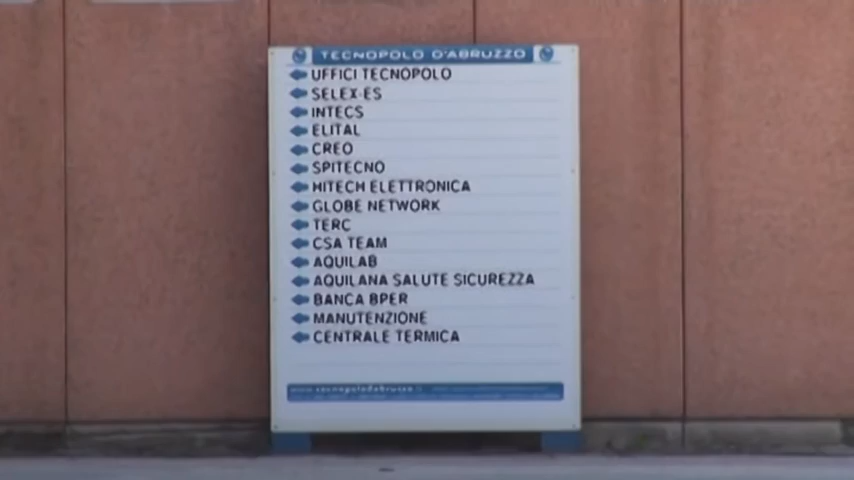 TECNOPOLO D'ABRUZZO
UFFICI TECNOPOLO
SELEX-ES
INTECS
ELITAL
CREO
SPITECNO
HITECH ELETTRONICA
GLOBE NETWORK
TERC
CSA TEAM
AQUILAB
AQUILANA SALUTE SICUREZZA
BANCA BPER
MANUTENZIONE
CENTRALE TERMICA